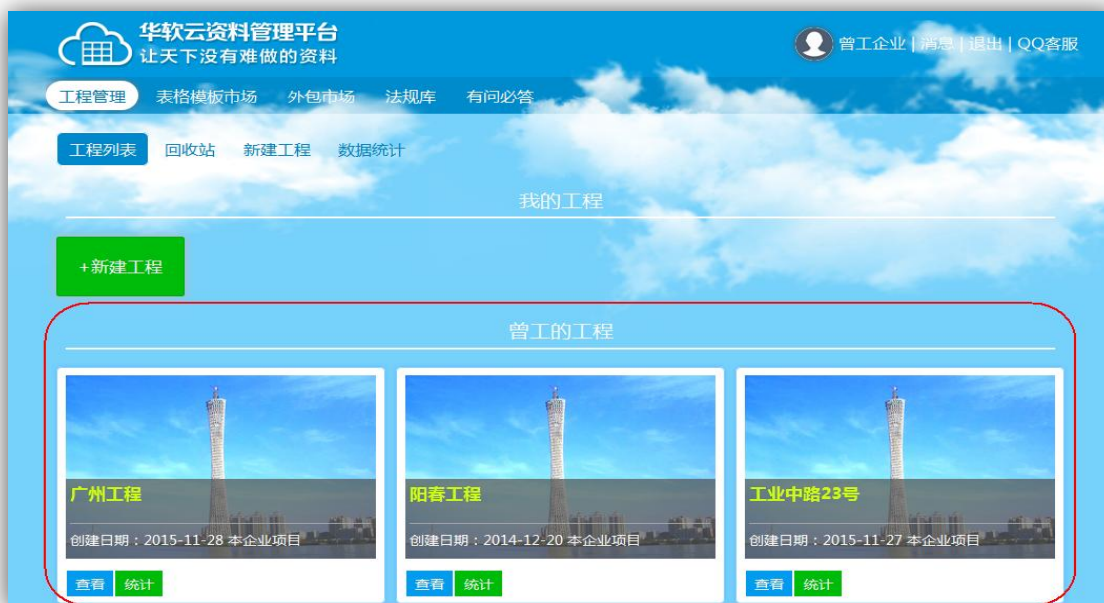 华软云资料管理平台
让天下没有难做的资料
曾工企业 | 消息 | 退出 | QQ客服
工程管理 表格模板市场 外包市场 法规库 有问必答
工程列表 回收站 新建工程 数据统计
我的工程
+新建工程
曾工的工程
广州工程 阳春工程 工业中路23号
创建日期：2015-11-28 本企业项目 创建日期：2014-12-20 本企业项目 创建日期：2015-11-27 本企业项目
查看 统计 查看 统计 查看 统计